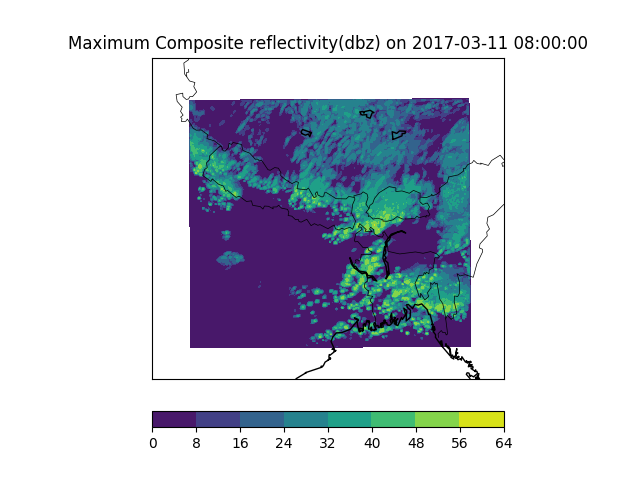 Maximum Composite reflectivity(dbz) on 2017-03-11 08:00:00
0 8 16 24 32 40 48 56 64